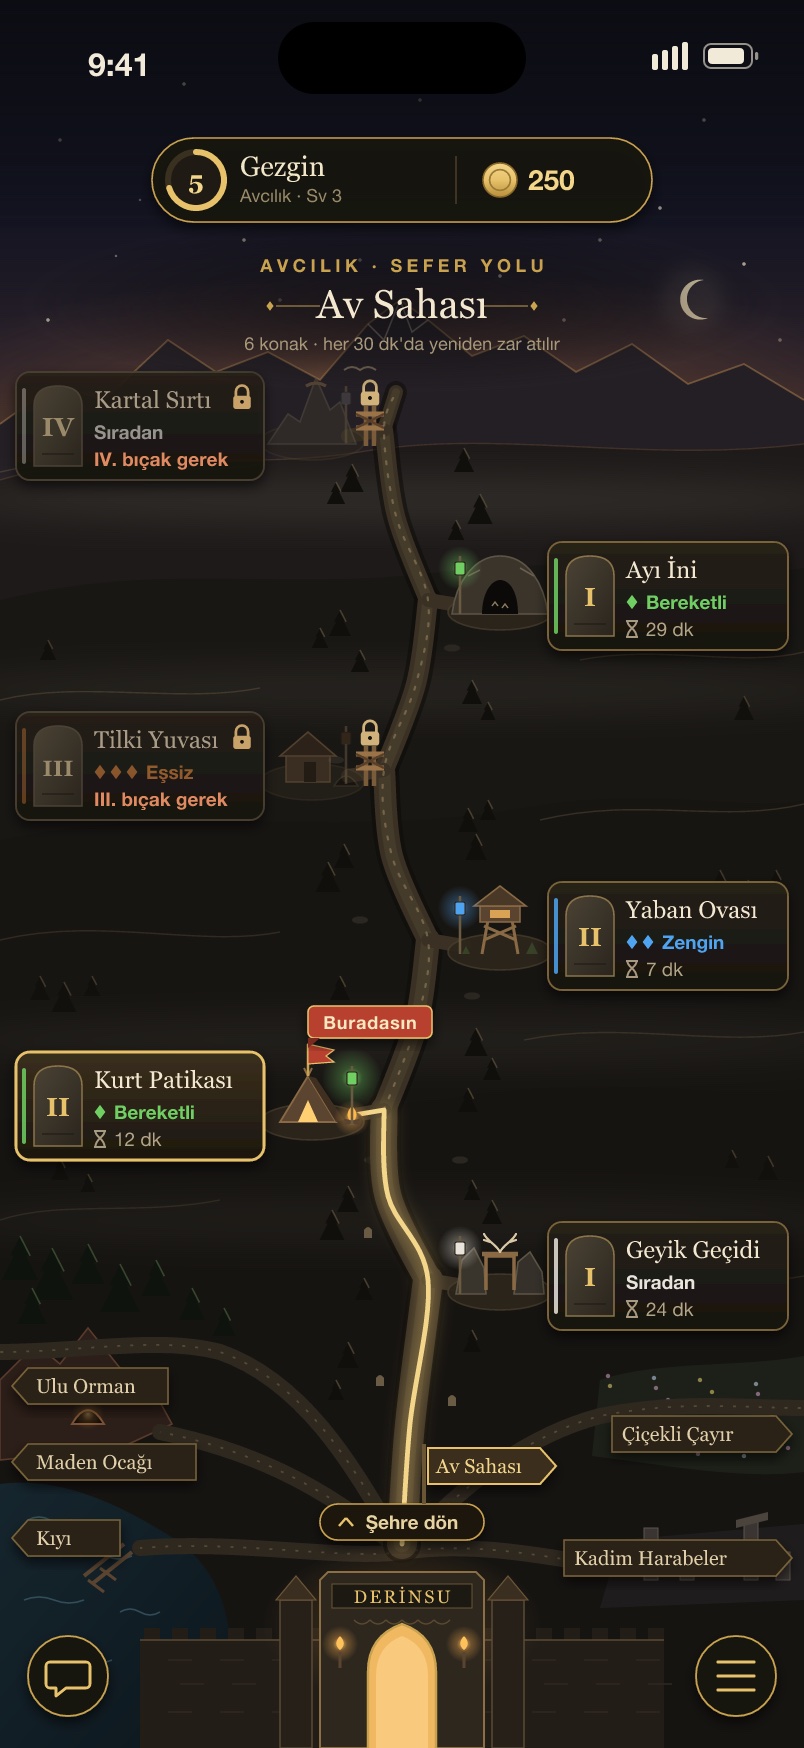 9:41
5
Gezgin
Avcılık · Sv 3
250
AVCILIK · SEFER YOLU
Av Sahası
6 konak · her 30 dk'da yeniden zar atılır
IV
Kartal Sırtı
Sıradan
IV. bıçak gerek
I
Ayı İni
Bereketli
29 dk
III
Tilki Yuvası
Eşsiz
III. bıçak gerek
II
Yaban Ovası
Zengin
7 dk
Buradasın
II
Kurt Patikası
Bereketli
12 dk
I
Geyik Geçidi
Sıradan
24 dk
Ulu Orman
Çiçekli Çayır
Maden Ocağı
Av Sahası
Şehre dön
Kıyı
Kadim Harabeler
DERİNSU